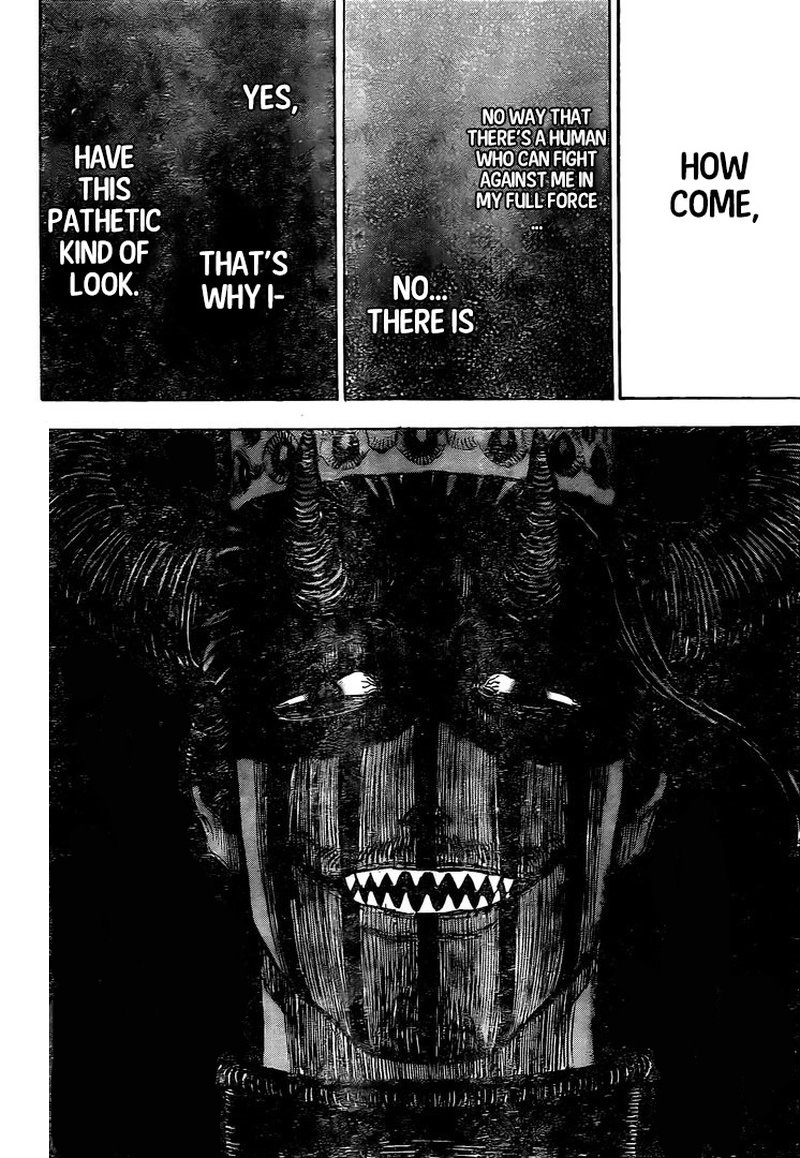 HOW
COME,
NO WAY THAT
THERE'S A HUMAN
WHO CAN FIGHT
AGAINST ME IN
MY FULL FORCE
...
NO...
THERE IS
YES,
THAT'S
WHY I-
HAVE
THIS
PATHETIC
KIND OF
LOOK.